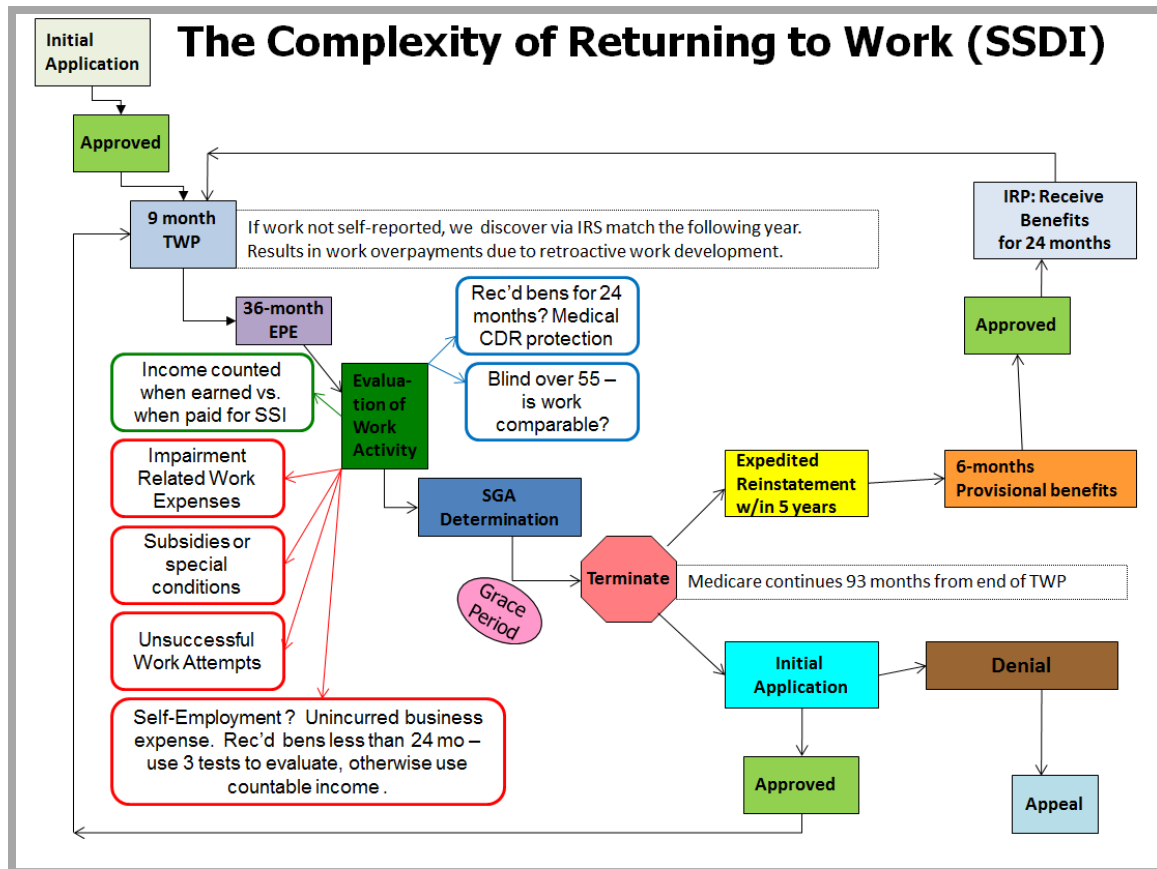 Initial
Application
The Complexity of Returning to Work (SSDI)
Approved
9 month
TWP
If work not self-reported, we discover via IRS match the following year.
Results in work overpayments due to retroactive work development.
IRP: Receive
Benefits
for 24 months
36-month
EPE
Rec'd bens for 24
months? Medical
CDR protection
Approved
Income counted
when earned vs.
when paid for SSI
Evalua-
tion of
Work
Activity
Blind over 55 –
is work
comparable?
Impairment
Related Work
Expenses
SGA
Determination
Expedited
Reinstatement
w/in 5 years
6-months
Provisional benefits
Subsidies or
special
conditions
Grace
Period
Terminate
Medicare continues 93 months from end of TWP
Unsuccessful
Work Attempts
Initial
Application
Denial
Self-Employment ? Unincurred business
expense. Rec'd bens less than 24 mo –
use 3 tests to evaluate, otherwise use
countable income .
Approved
Appeal